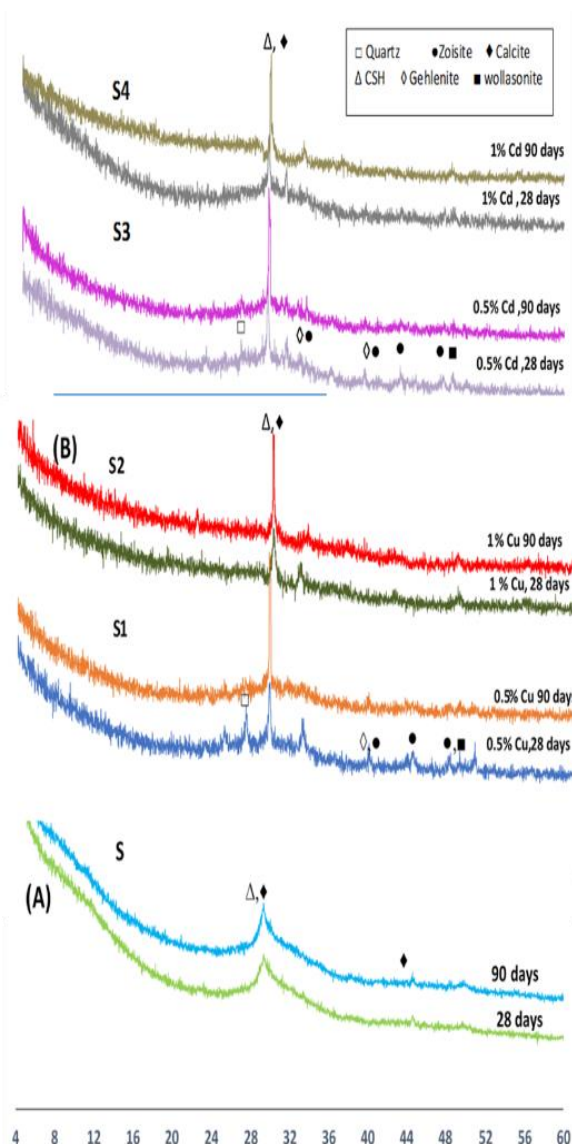 Δ, ♦
□ Quartz ●Zoisite ♦ Calcite
Δ CSH ◊Gehlenite ■ wollasonite
S4
1% Cd 90 days
1% Cd ,28 days
S3
0.5% Cd ,90 days
□
◊● ◊● ● ● ■
0.5% Cd ,28 days
Δ,♦
(B)
S2
1% Cu 90 days
1 % Cu, 28 days
S1
0.5% Cu 90 days
□
0.5% Cu,28 days
◊● ● ●,■
S
Δ,♦
(A)
♦
90 days
28 days
4 8 12 16 20 24 28 32 36 40 44 48 52 56 60